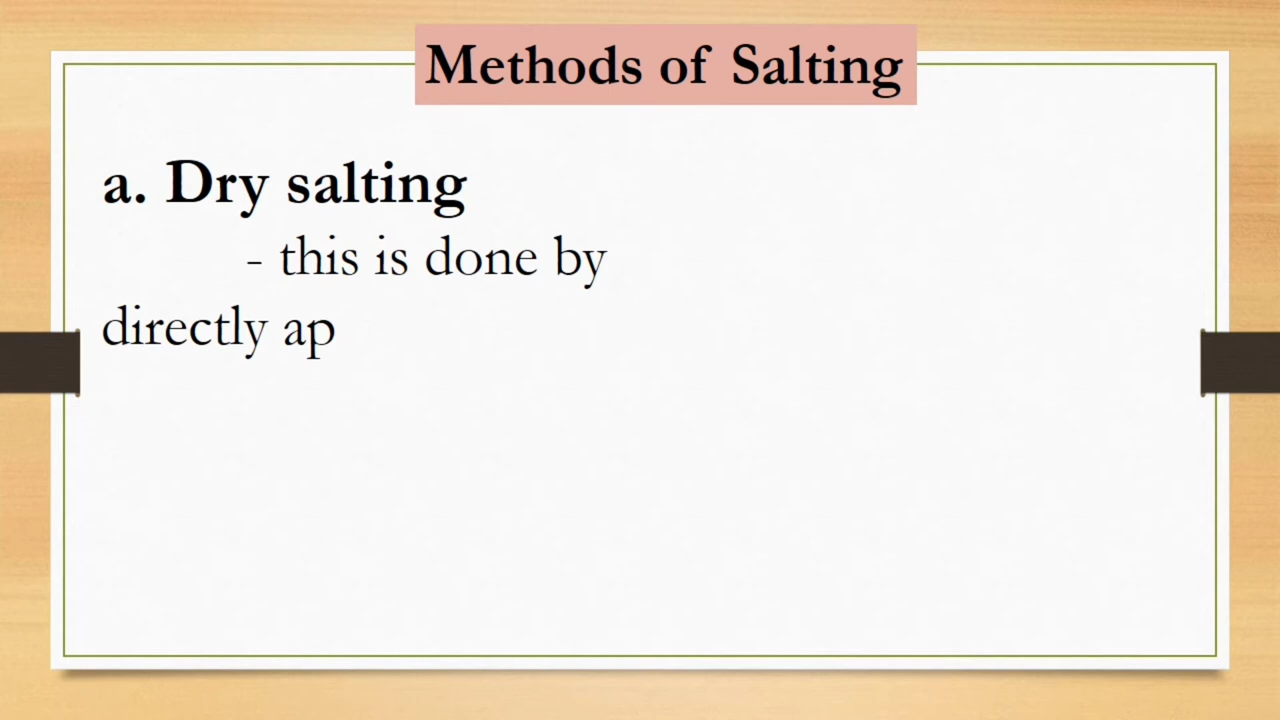 Methods of Salting
a. Dry salting
- this is done by
directly ap